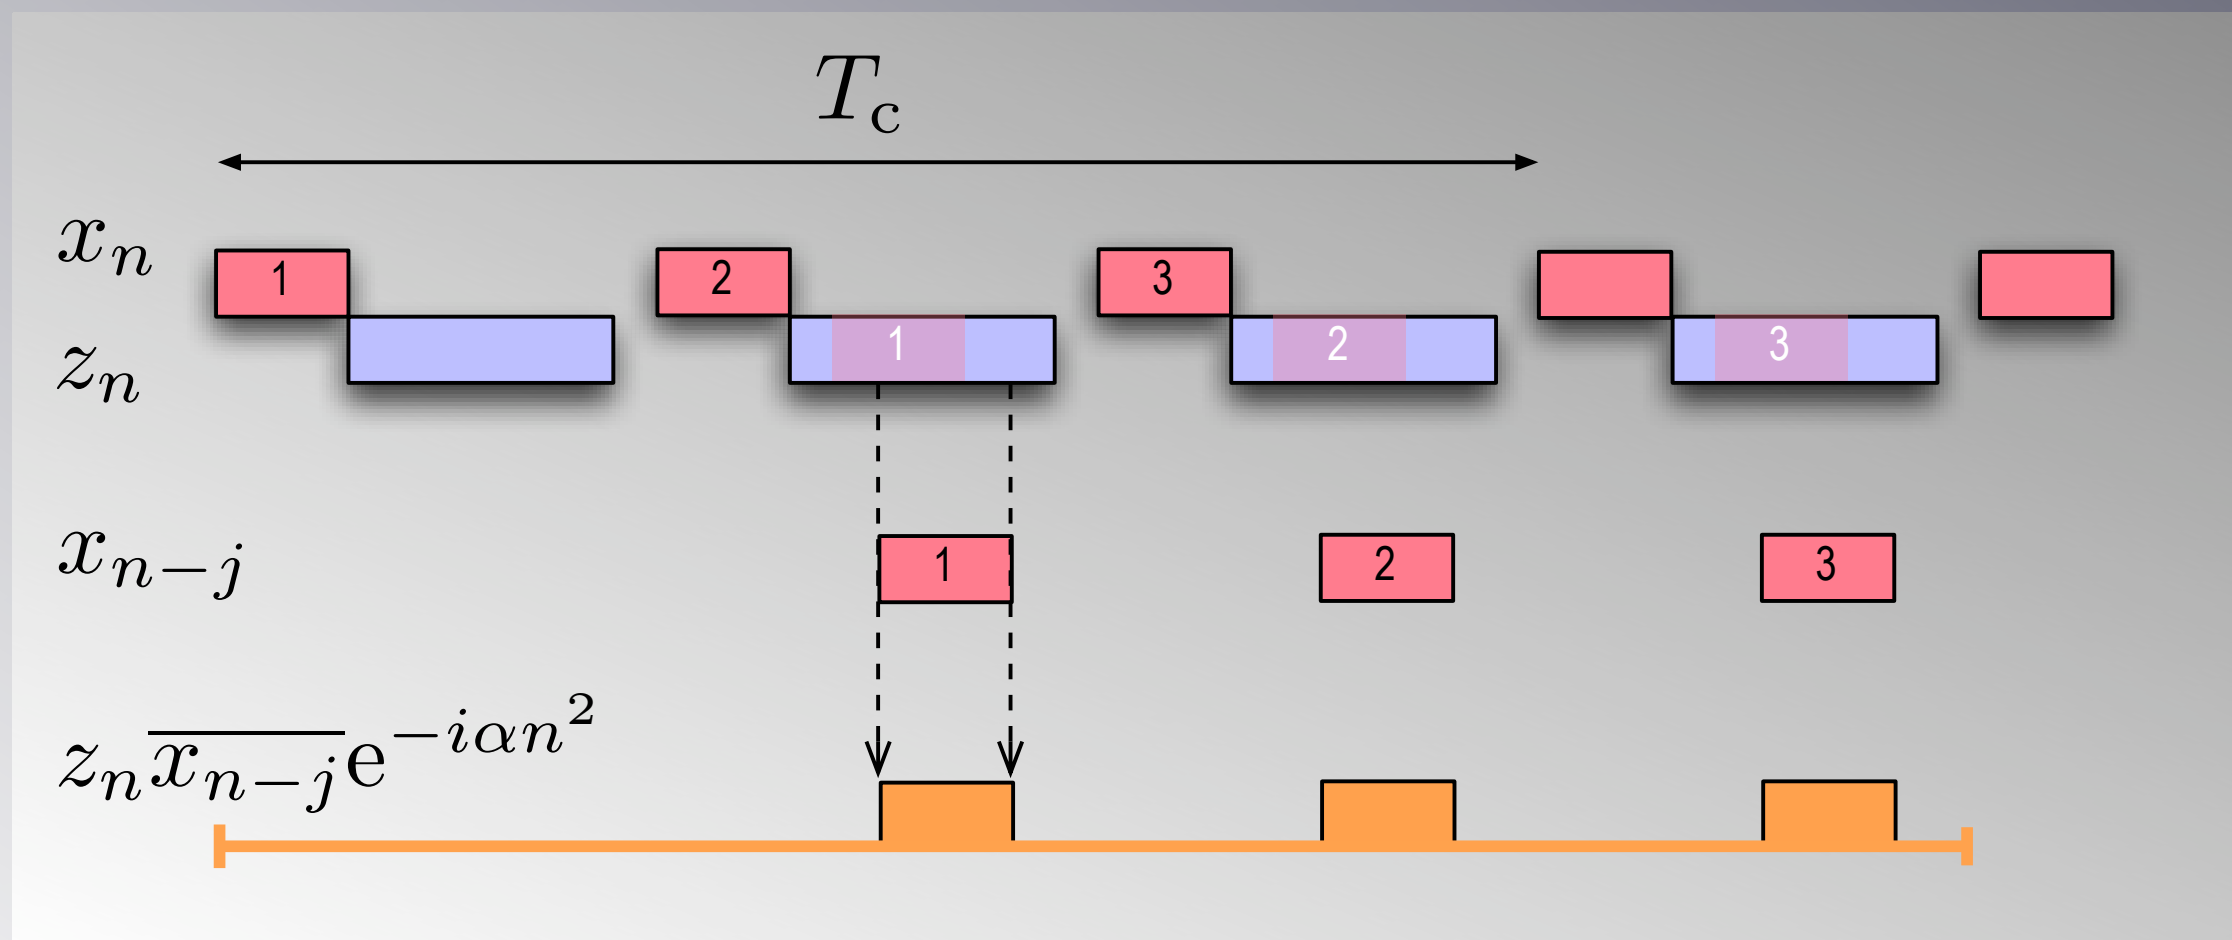 T_c
x_n 1 2 3
z_n 1 2 3
x_{n-j} 1 2 3
z_n \overline{x_{n-j}} e^{-iαn^2}